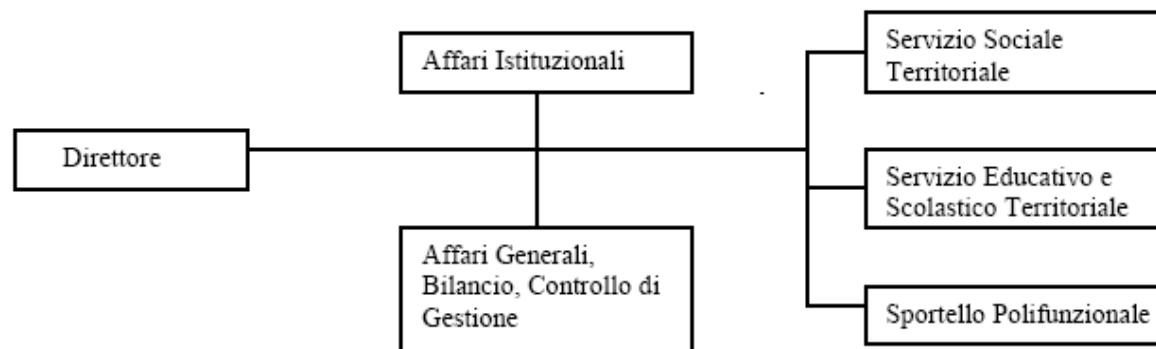 Direttore
Affari Istituzionali
Affari Generali,
Bilancio, Controllo di
Gestione
Servizio Sociale
Territoriale
Servizio Educativo e
Scolastico Territoriale
Sportello Polifunzionale